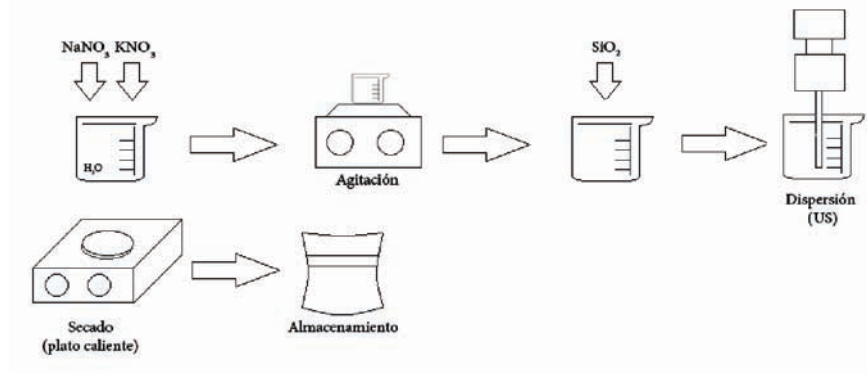 NaNO₃ KNO₃
SiO₂
H₂O
Agitación
Dispersión
(US)
Secado
(plato caliente)
Almacenamiento